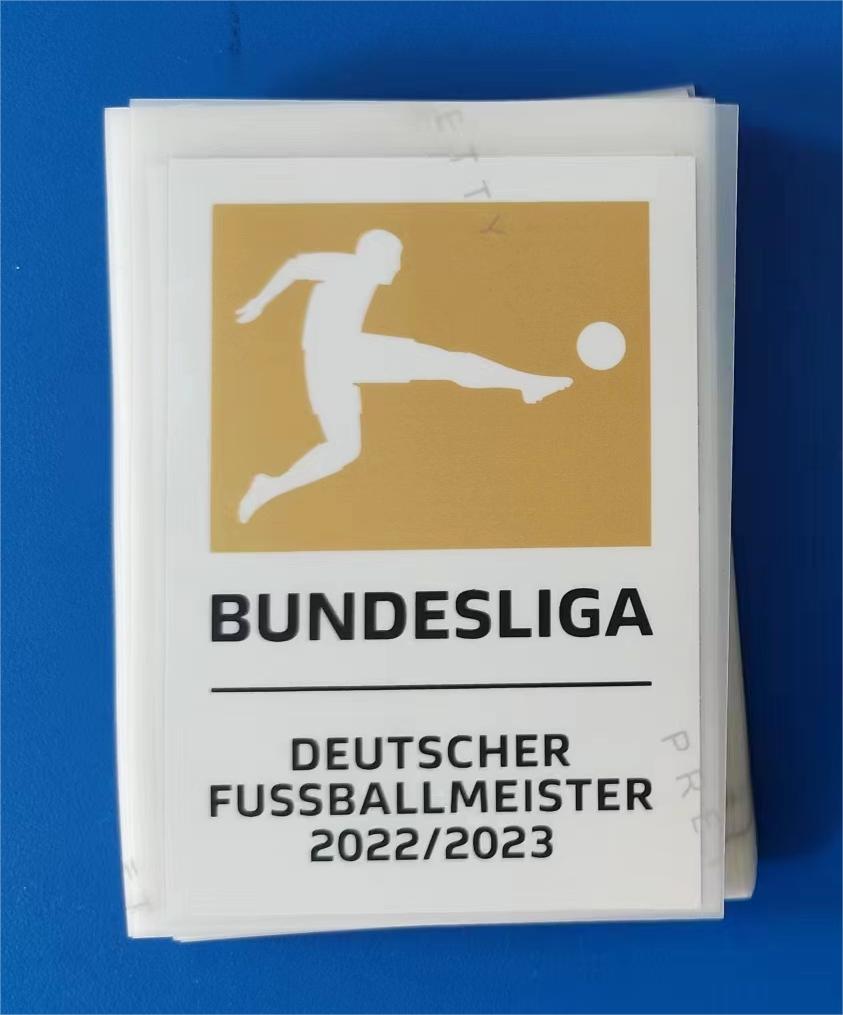 BUNDESLIGA
DEUTSCHER
FUSSBALLMEISTER
2022/2023